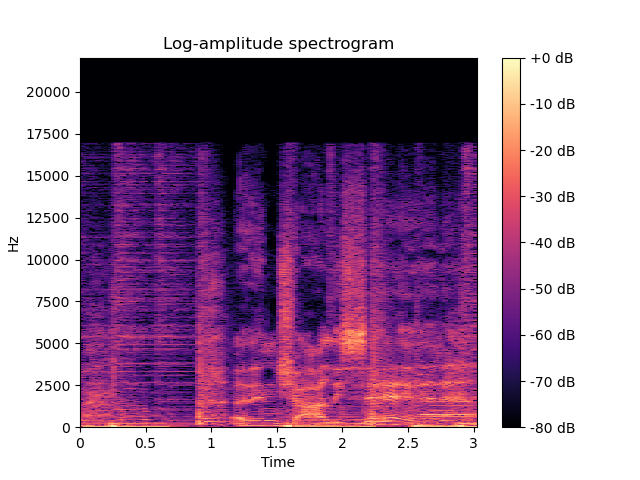 Log-amplitude spectrogram
Hz
20000
17500
15000
12500
10000
7500
5000
2500
0
0 0.5 1 1.5 2 2.5 3
Time
+0 dB
-10 dB
-20 dB
-30 dB
-40 dB
-50 dB
-60 dB
-70 dB
-80 dB